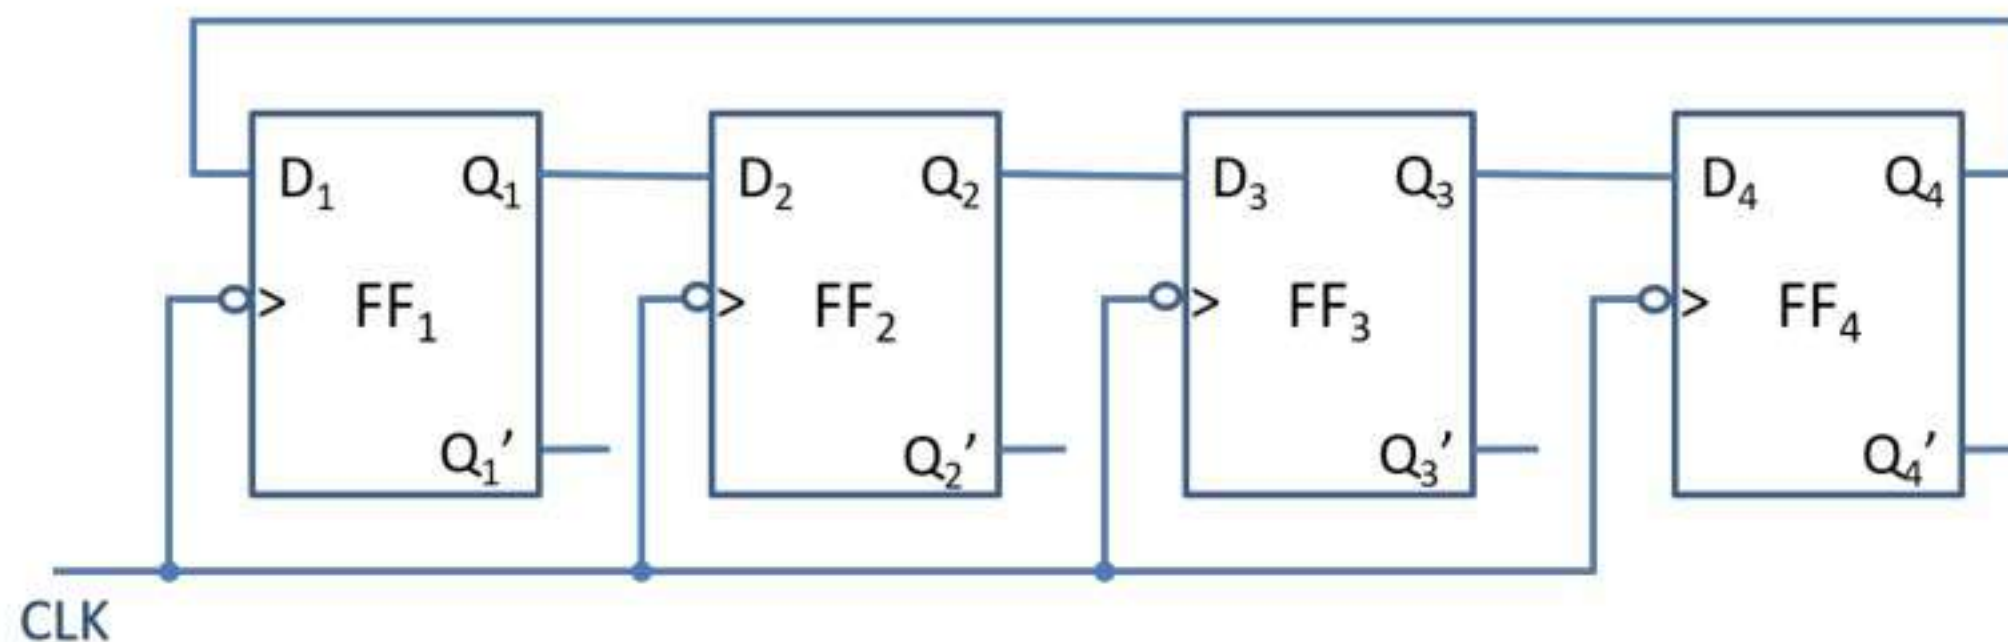 D₁ Q₁ D₂ Q₂ D₃ Q₃ D₄ Q₄
> FF₁ > FF₂ > FF₃ > FF₄
Q₁’ Q₂’ Q₃’ Q₄’
CLK